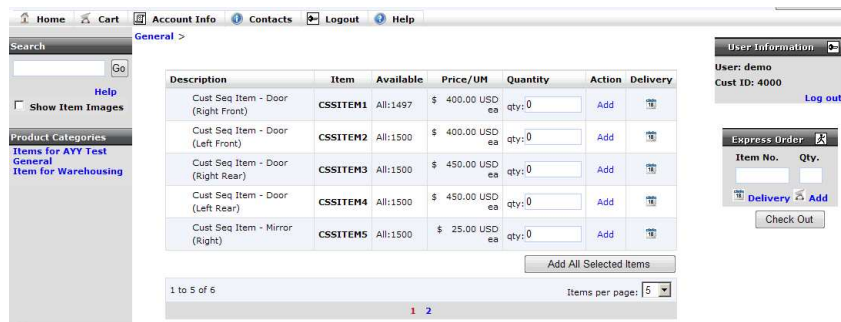 Home Cart Account Info Contacts Logout Help
General >
Search
Go
Help
Show Item Images
Product Categories
Items for AYY Test
General
Item for Warehousing
Description Item Available Price/UM Quantity Action Delivery
Cust Seq Item - Door
(Right Front) CSSITEM1 All:1497 $ 400.00 USD
ea qty: 0 Add
Cust Seq Item - Door
(Left Front) CSSITEM2 All:1500 $ 400.00 USD
ea qty: 0 Add
Cust Seq Item - Door
(Right Rear) CSSITEM3 All:1500 $ 450.00 USD
ea qty: 0 Add
Cust Seq Item - Door
(Left Rear) CSSITEM4 All:1500 $ 450.00 USD
ea qty: 0 Add
Cust Seq Item - Mirror
(Right) CSSITEM5 All:1500 $ 25.00 USD
ea qty: 0 Add
Add All Selected Items
1 to 5 of 6 Items per page: 5
1 2
User Information
User: demo
Cust ID: 4000
Log out
Express Order
Item No. Qty.
Delivery Add
Check Out